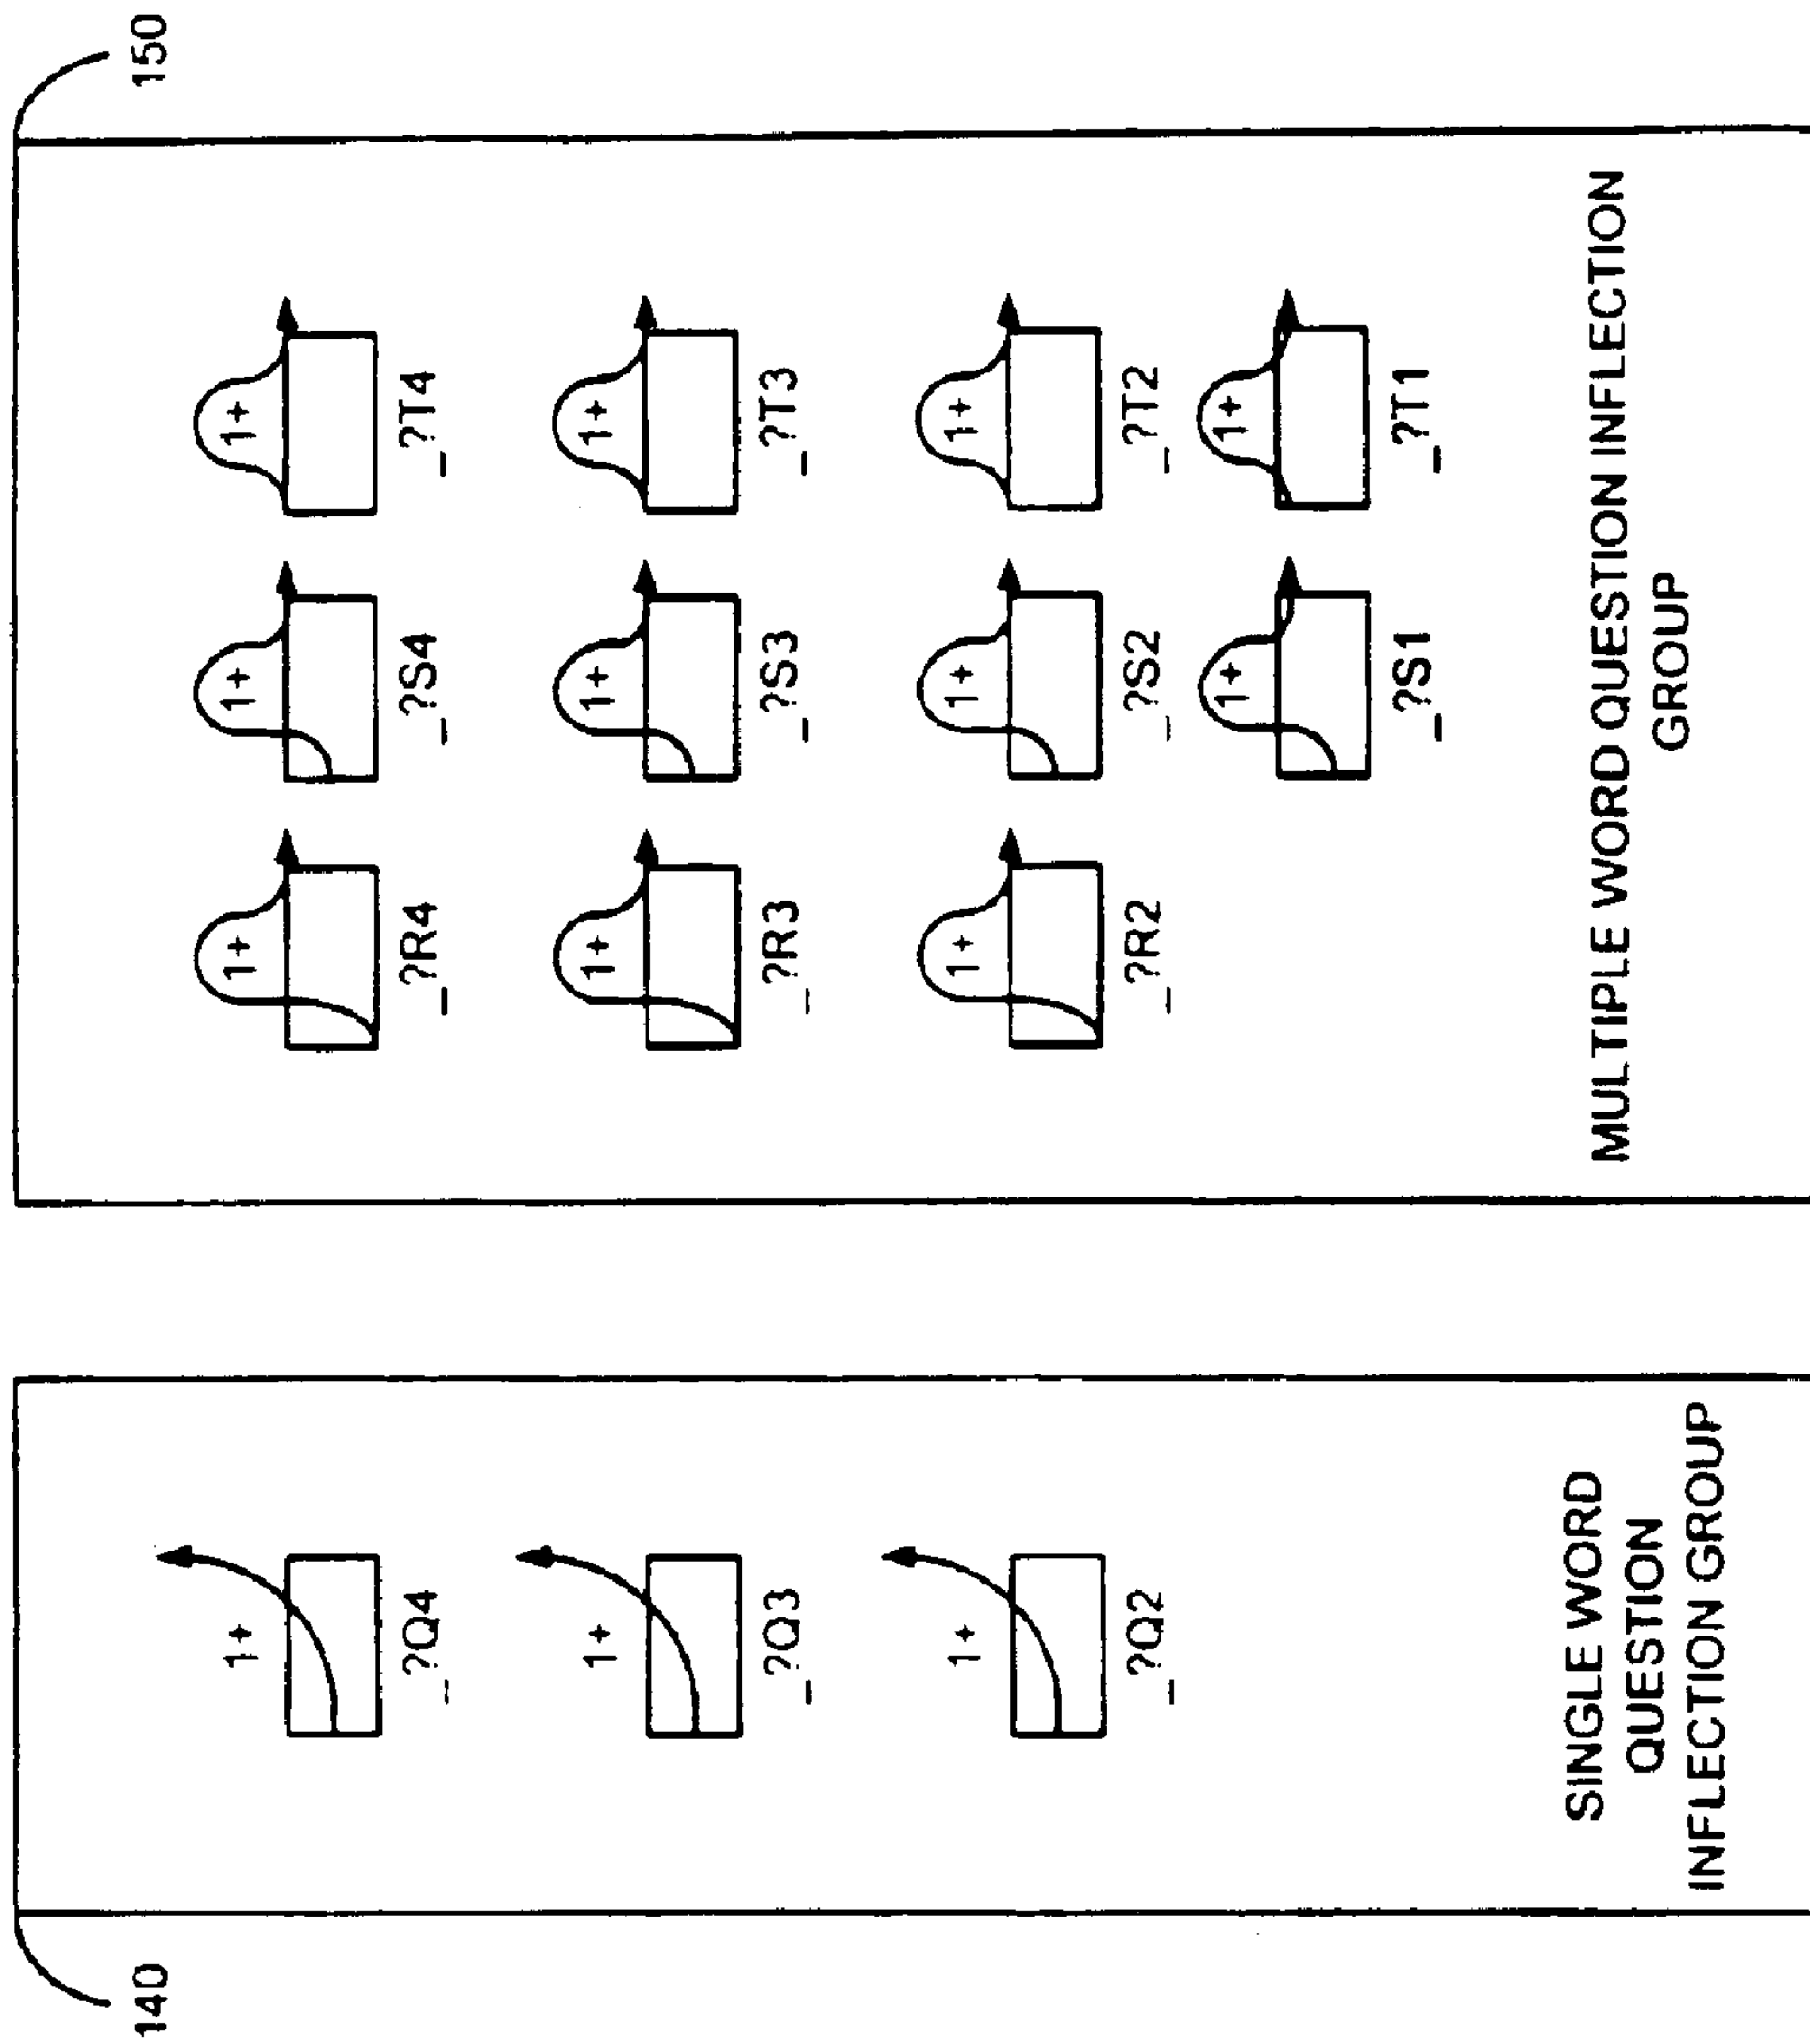 140
1+
_?Q4
1+
_?Q3
1+
_?Q2
SINGLE WORD
QUESTION
INFLECTION GROUP
150
1+ 1+ 1+
_?R4 _?S4 _?T4
1+ 1+ 1+
_?R3 _?S3 _?T3
1+ 1+ 1+
_?R2 _?S2 _?T2
1+ 1+
_?S1 _?T1
MULTIPLE WORD QUESTION INFLECTION
GROUP